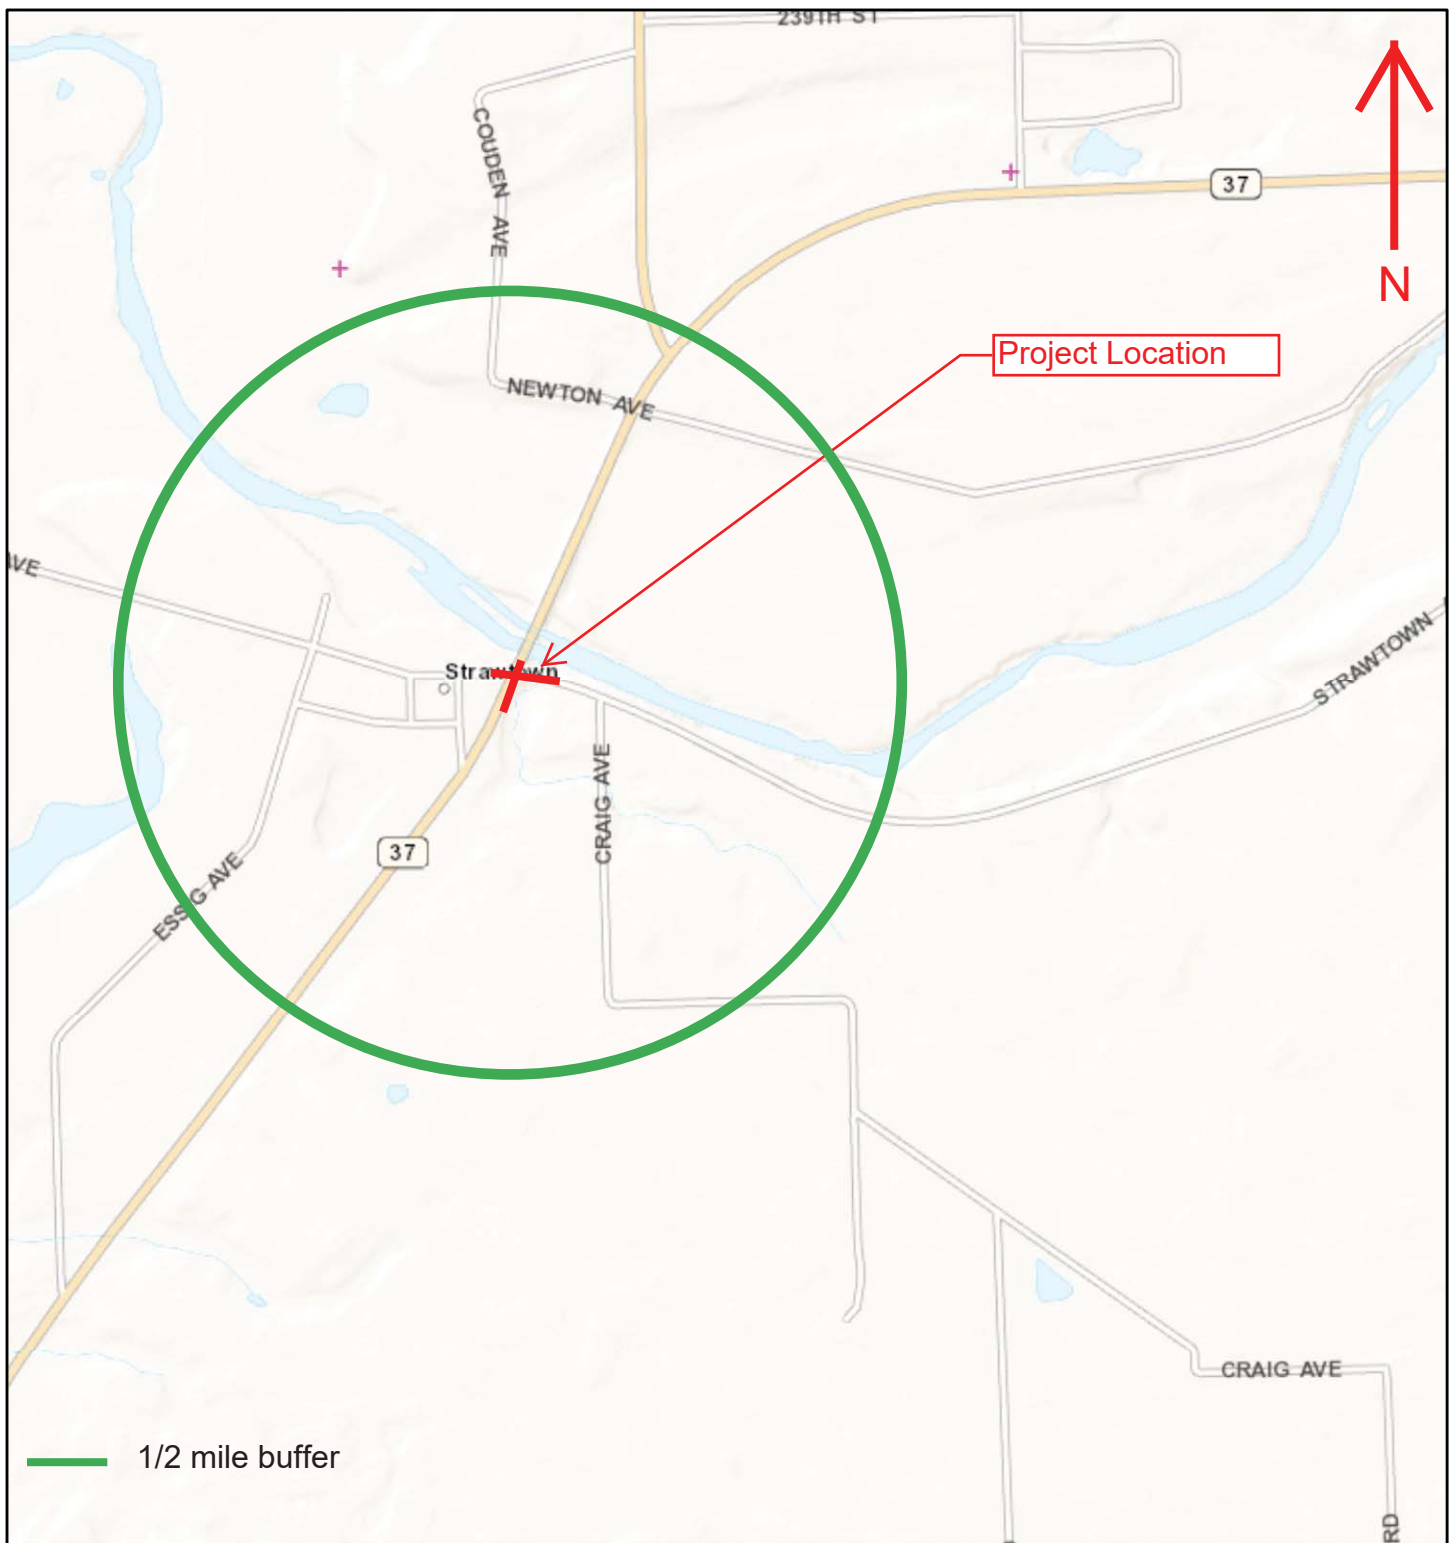 239TH ST
COUDEN AVE
37
N
Project Location
NEWTON AVE
AVE
Strawtown
STRAWTOWN
CRAIG AVE
37
ESSIG AVE
CRAIG AVE
1/2 mile buffer
RD